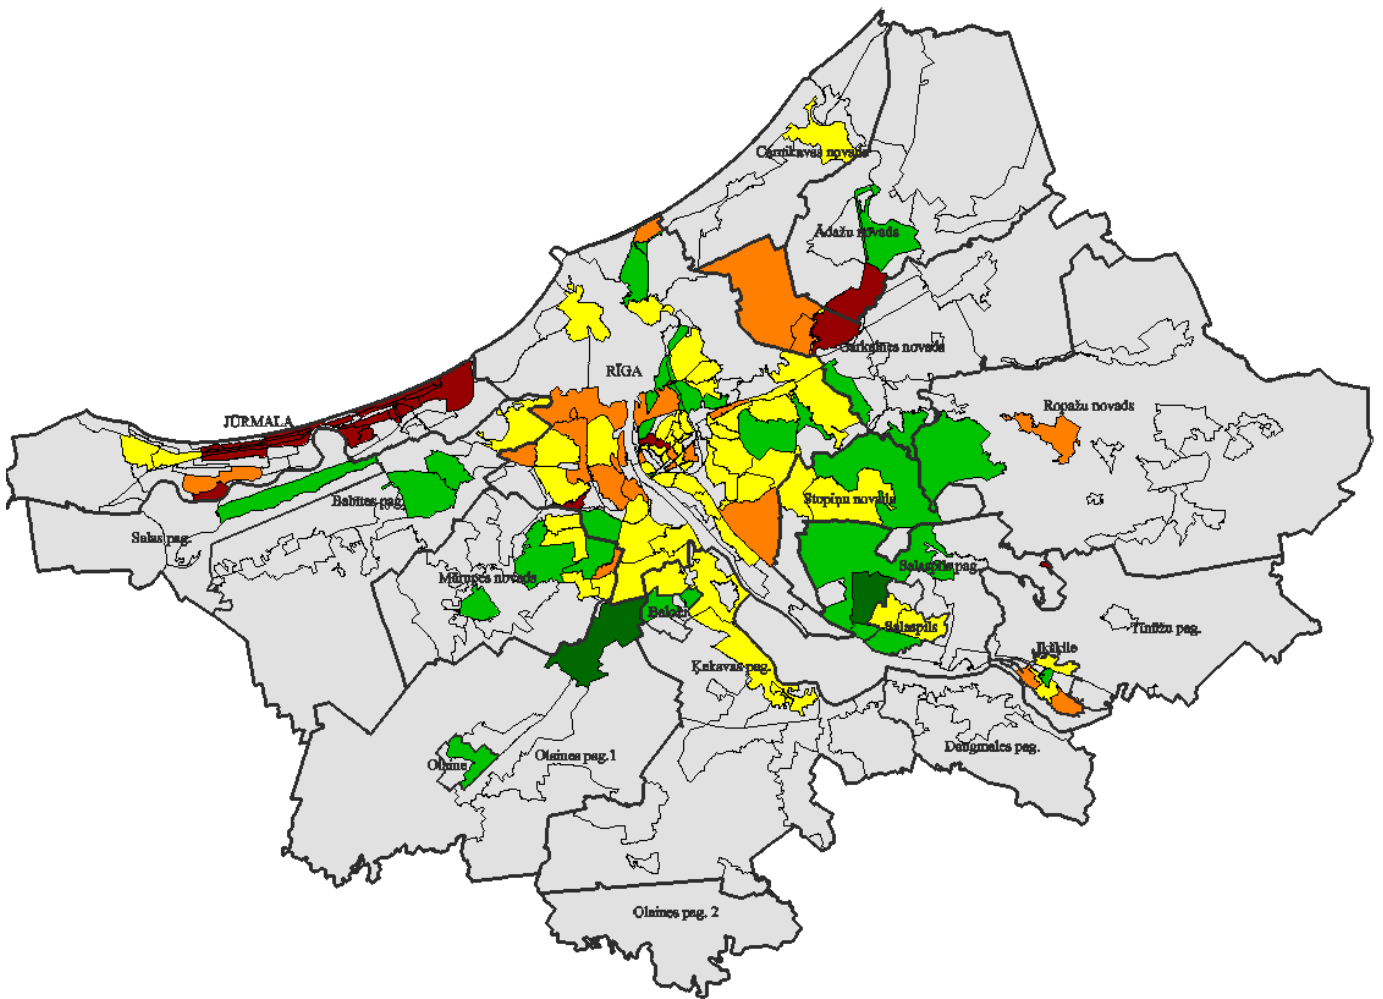 Carnikavas novads
Ādažu novads
Garkalnes novads
RĪGA
JŪRMALA
Ropažu novads
Babītes pag.
Stopiņu novads
Salas pag.
Salaspils pag.
Mārupes novads
Baloži
Salaspils
Tīnūžu pag.
Ikšķile
Ķekavas pag.
Daugmales pag.
Olaine
Olaines pag.1
Olaines pag. 2